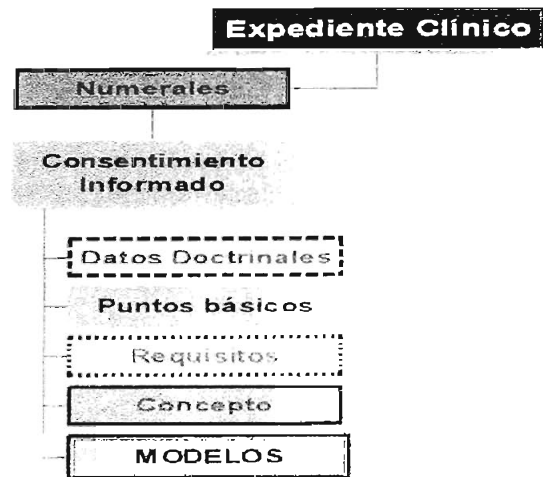 Expediente Clínico
Numerales
Consentimiento
Informado
Datos Doctrinales
Puntos básicos
Requisitos
Concepto
MODELOS